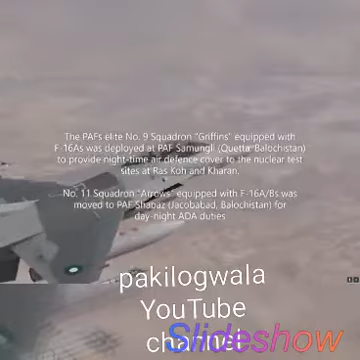 The PAFs elite No. 9 Squadron "Griffins" equipped with
F-16As was deployed at PAF Samungli (Quetta Balochistan)
to provide night-time air defence cover to the nuclear test
sites at Ras Koh and Kharan.
No. 11 Squadron "Arrows" equipped with F-16A/Bs was
moved to PAF Shabaz (Jacobabad, Balochistan) for
day-night ADA duties
pakilogwala
YouTube
channel
Slideshow